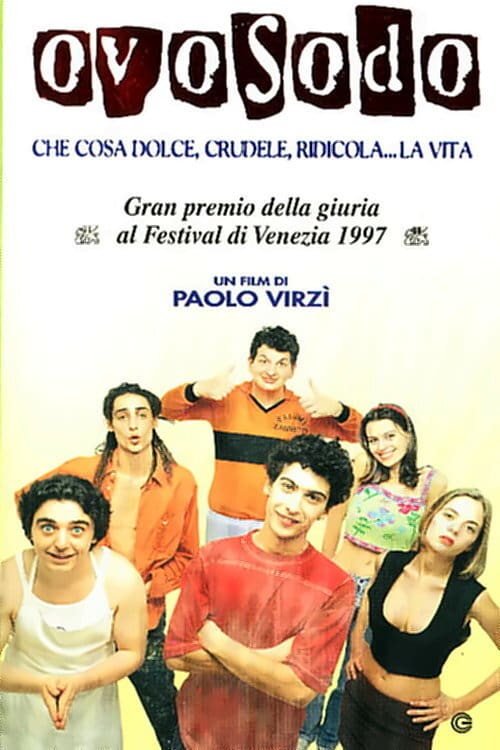 OVOSODO
CHE COSA DOLCE, CRUDELE, RIDICOLA...LA VITA
Gran premio della giuria
al Festival di Venezia 1997
UN FILM DI
PAOLO VIRZÌ